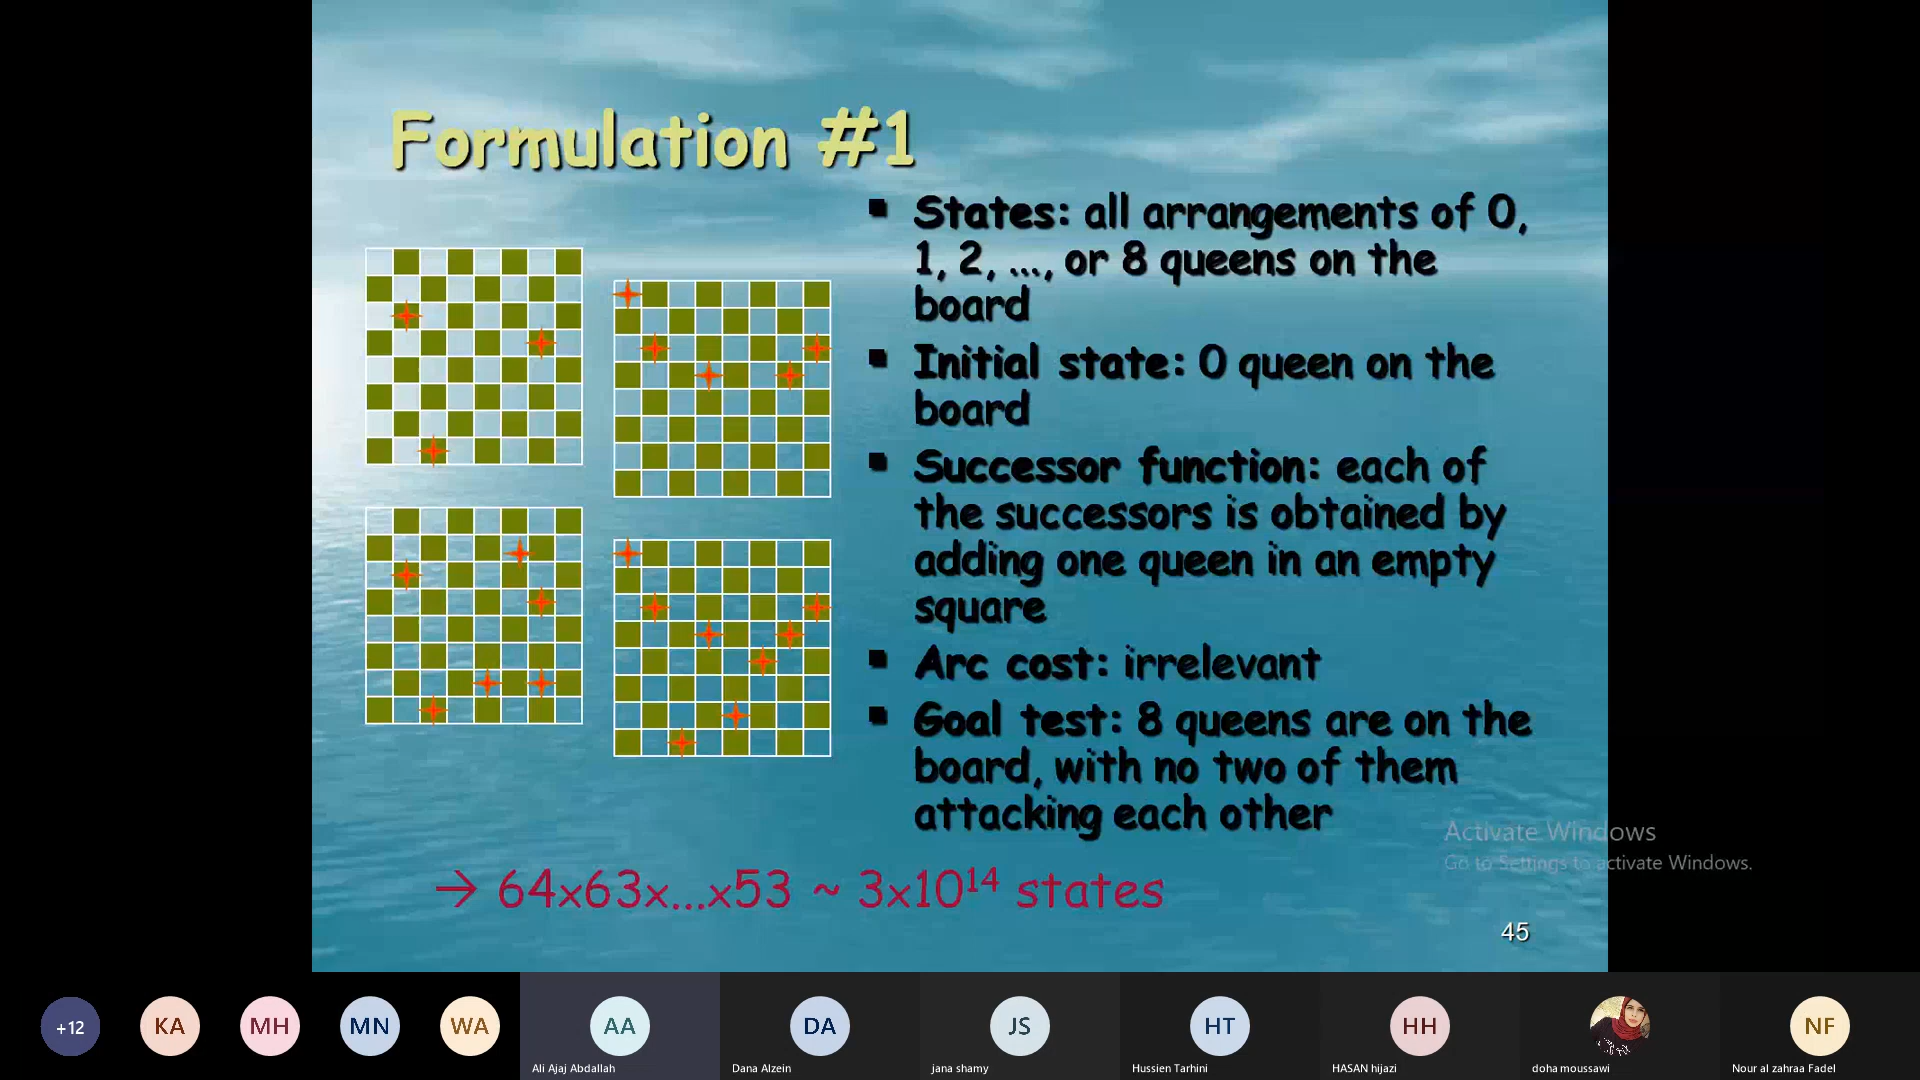 Formulation #1
▪ States: all arrangements of 0,
1, 2, ..., or 8 queens on the
board
▪ Initial state: 0 queen on the
board
▪ Successor function: each of
the successors is obtained by
adding one queen in an empty
square
▪ Arc cost: irrelevant
▪ Goal test: 8 queens are on the
board, with no two of them
attacking each other
→ 64x63x...x53 ~ 3x10¹⁴ states
45
Activate Windows
Go to Settings to activate Windows.
+12
KA
MH
MN
WA
AA
DA
JS
HT
HH
NF
Ali Ajaj Abdallah
Dana Alzein
jana shamy
Hussien Tarhini
HASAN hijazi
doha moussawi
Nour al zahraa Fadel